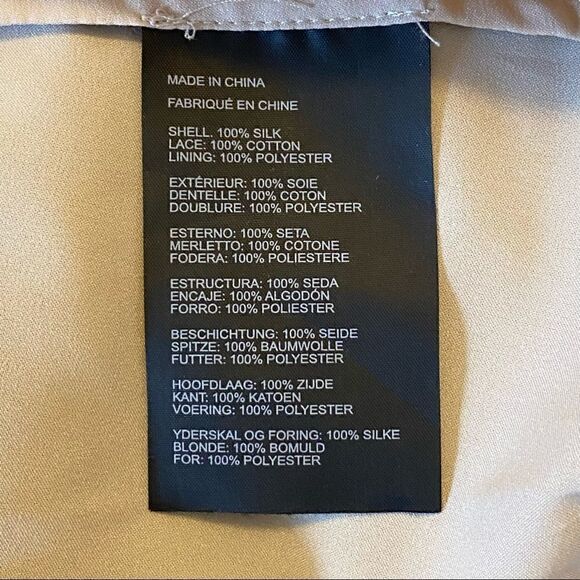 MADE IN CHINA
FABRIQUÉ EN CHINE
SHELL. 100% SILK
LACE: 100% COTTON
LINING: 100% POLYESTER
EXTÉRIEUR: 100% SOIE
DENTELLE: 100% COTON
DOUBLURE: 100% POLYESTER
ESTERNO: 100% SETA
MERLETTO: 100% COTONE
FODERA: 100% POLIESTERE
ESTRUCTURA: 100% SEDA
ENCAJE: 100% ALGODÓN
FORRO: 100% POLIESTER
BESCHICHTUNG: 100% SEIDE
SPITZE: 100% BAUMWOLLE
FUTTER: 100% POLYESTER
HOOFDLAAG: 100% ZIJDE
KANT: 100% KATOEN
VOERING: 100% POLYESTER
YDERSKAL OG FORING: 100% SILKE
BLONDE: 100% BOMULD
FOR: 100% POLYESTER